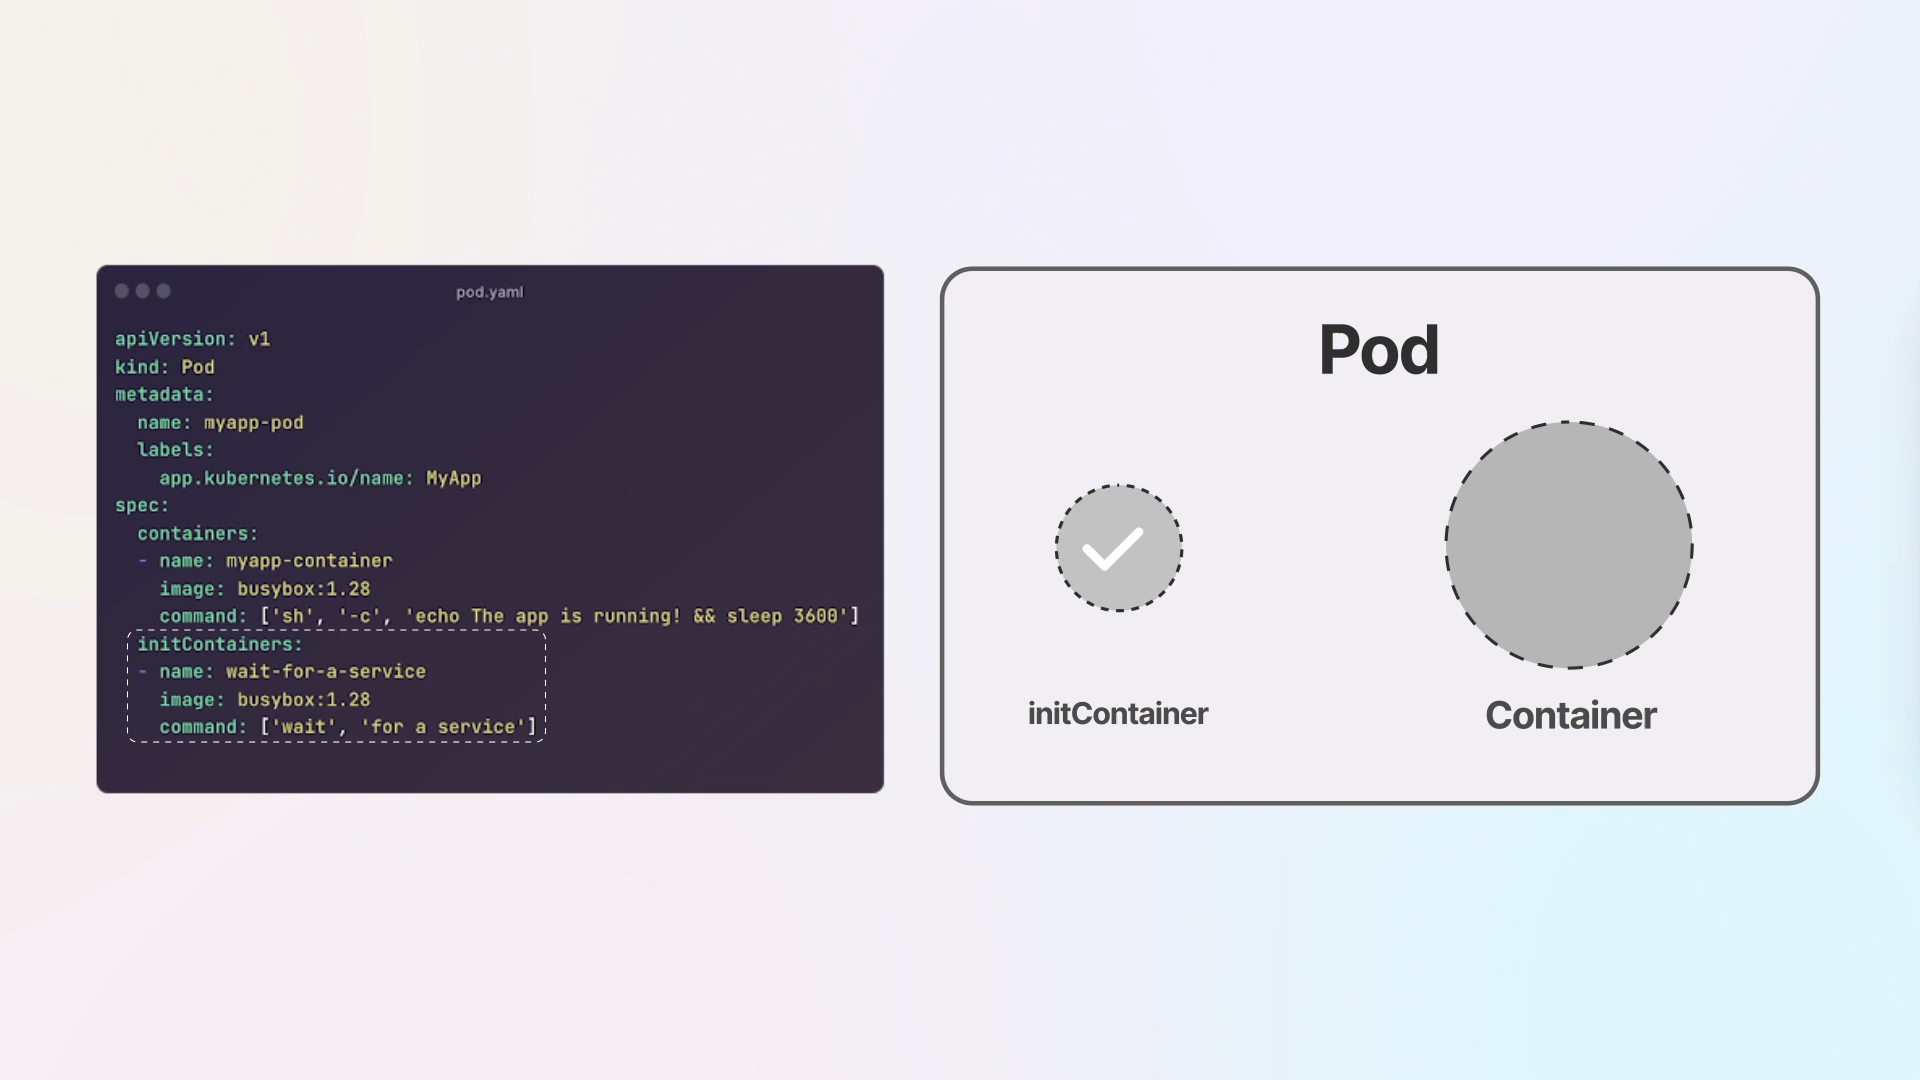 pod.yaml
apiVersion: v1
kind: Pod
metadata:
  name: myapp-pod
  labels:
    app.kubernetes.io/name: MyApp
spec:
  containers:
  - name: myapp-container
    image: busybox:1.28
    command: ['sh', '-c', 'echo The app is running! && sleep 3600']
  initContainers:
  - name: wait-for-a-service
    image: busybox:1.28
    command: ['wait', 'for a service']
Pod
initContainer
Container